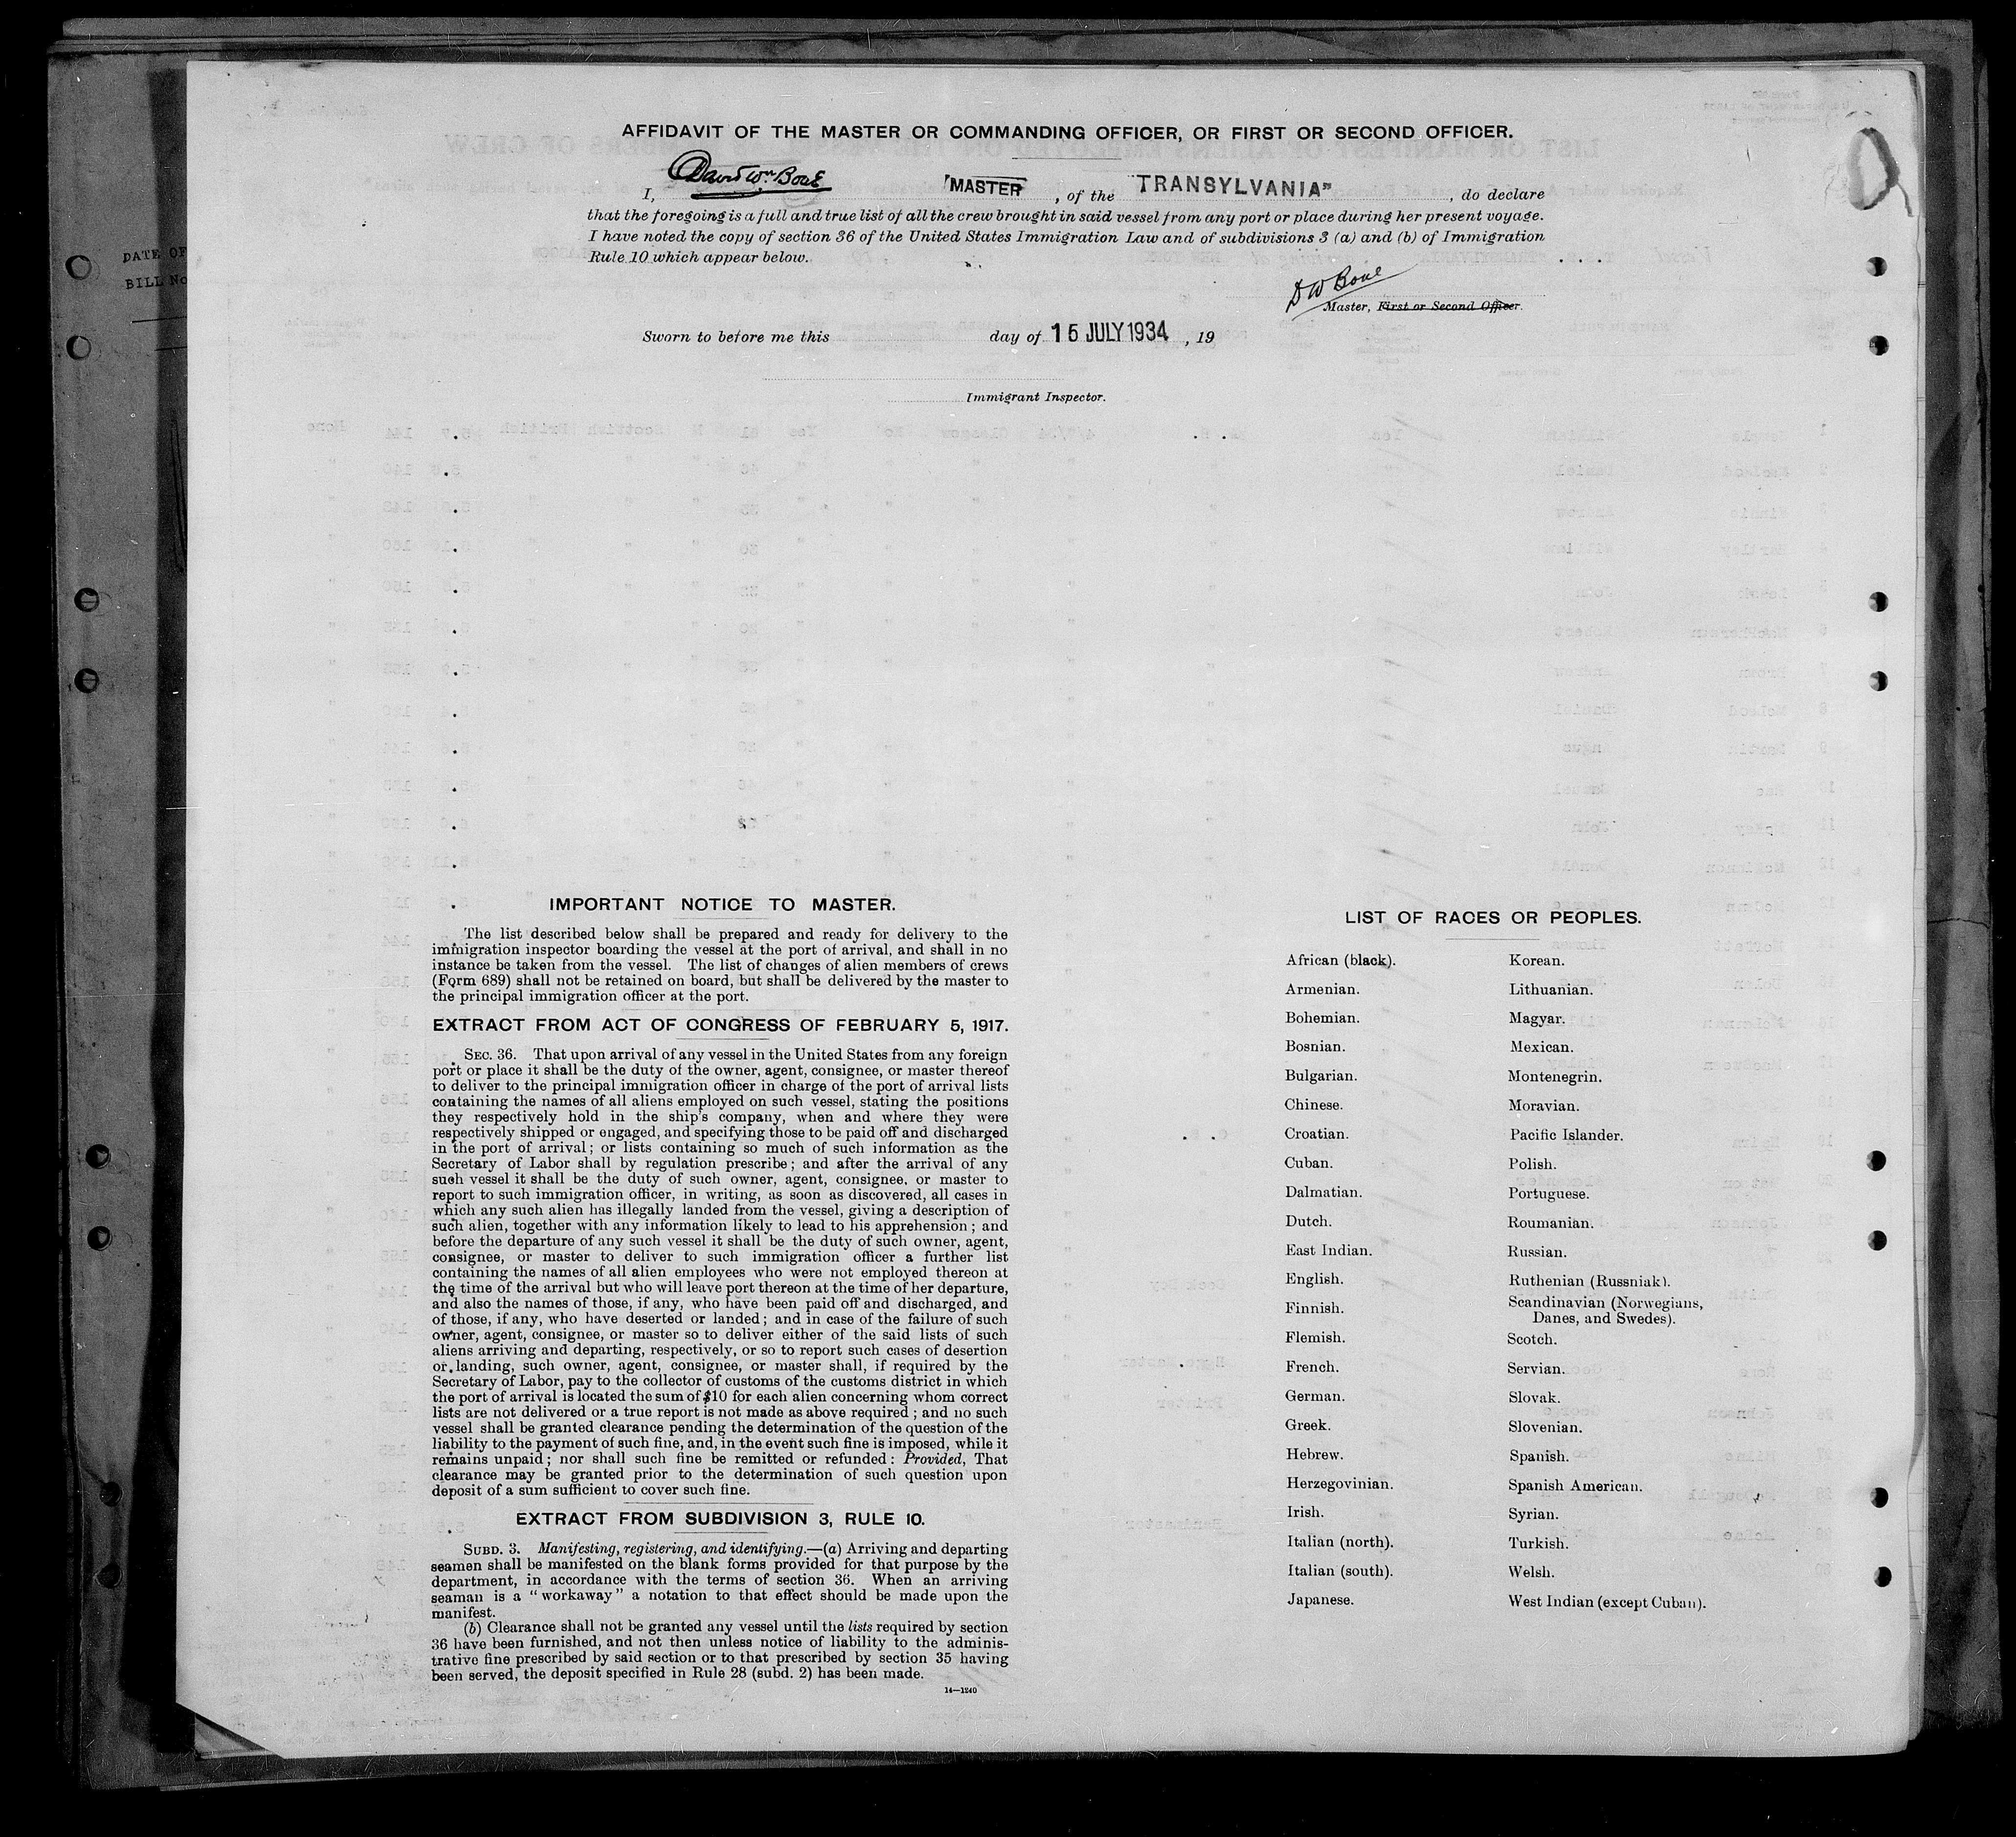 AFFIDAVIT OF THE MASTER OR COMMANDING OFFICER, OR FIRST OR SECOND OFFICER.
I, David Wm Bone "MASTER", of the "TRANSYLVANIA", do declare
that the foregoing is a full and true list of all the crew brought in said vessel from any port or place during her present voyage.
I have noted the copy of section 36 of the United States Immigration Law and of subdivisions 3 (a) and (b) of Immigration
Rule 10 which appear below.
DW Bone
Master, First or Second Officer.
Sworn to before me this day of 15 JULY 1934, 19
Immigrant Inspector.
DATE OF
BILL No
IMPORTANT NOTICE TO MASTER.
The list described below shall be prepared and ready for delivery to the
immigration inspector boarding the vessel at the port of arrival, and shall in no
instance be taken from the vessel. The list of changes of alien members of crews
(Form 689) shall not be retained on board, but shall be delivered by the master to
the principal immigration officer at the port.
EXTRACT FROM ACT OF CONGRESS OF FEBRUARY 5, 1917.
SEC. 36. That upon arrival of any vessel in the United States from any foreign
port or place it shall be the duty of the owner, agent, consignee, or master thereof
to deliver to the principal immigration officer in charge of the port of arrival lists
containing the names of all aliens employed on such vessel, stating the positions
they respectively hold in the ship's company, when and where they were
respectively shipped or engaged, and specifying those to be paid off and discharged
in the port of arrival; or lists containing so much of such information as the
Secretary of Labor shall by regulation prescribe; and after the arrival of any
such vessel it shall be the duty of such owner, agent, consignee, or master to
report to such immigration officer, in writing, as soon as discovered, all cases in
which any such alien has illegally landed from the vessel, giving a description of
such alien, together with any information likely to lead to his apprehension; and
before the departure of any such vessel it shall be the duty of such owner, agent,
consignee, or master to deliver to such immigration officer a further list
containing the names of all alien employees who were not employed thereon at
the time of the arrival but who will leave port thereon at the time of her departure,
and also the names of those, if any, who have been paid off and discharged, and
of those, if any, who have deserted or landed; and in case of the failure of such
owner, agent, consignee, or master so to deliver either of the said lists of such
aliens arriving and departing, respectively, or so to report such cases of desertion
or landing, such owner, agent, consignee, or master shall, if required by the
Secretary of Labor, pay to the collector of customs of the customs district in which
the port of arrival is located the sum of $10 for each alien concerning whom correct
lists are not delivered or a true report is not made as above required; and no such
vessel shall be granted clearance pending the determination of the question of the
liability to the payment of such fine, and, in the event such fine is imposed, while it
remains unpaid; nor shall such fine be remitted or refunded: Provided, That
clearance may be granted prior to the determination of such question upon
deposit of a sum sufficient to cover such fine.
EXTRACT FROM SUBDIVISION 3, RULE 10.
SUBD. 3. Manifesting, registering, and identifying.—(a) Arriving and departing
seamen shall be manifested on the blank forms provided for that purpose by the
department, in accordance with the terms of section 36. When an arriving
seaman is a "workaway" a notation to that effect should be made upon the
manifest.
(b) Clearance shall not be granted any vessel until the lists required by section
36 have been furnished, and not then unless notice of liability to the adminis-
trative fine prescribed by said section or to that prescribed by section 35 having
been served, the deposit specified in Rule 28 (subd. 2) has been made.
14—1240
LIST OF RACES OR PEOPLES.
African (black).
Armenian.
Bohemian.
Bosnian.
Bulgarian.
Chinese.
Croatian.
Cuban.
Dalmatian.
Dutch.
East Indian.
English.
Finnish.
Flemish.
French.
German.
Greek.
Hebrew.
Herzegovinian.
Irish.
Italian (north).
Italian (south).
Japanese.
Korean.
Lithuanian.
Magyar.
Mexican.
Montenegrin.
Moravian.
Pacific Islander.
Polish.
Portuguese.
Roumanian.
Russian.
Ruthenian (Russniak).
Scandinavian (Norwegians,
Danes, and Swedes).
Scotch.
Servian.
Slovak.
Slovenian.
Spanish.
Spanish American.
Syrian.
Turkish.
Welsh.
West Indian (except Cuban).